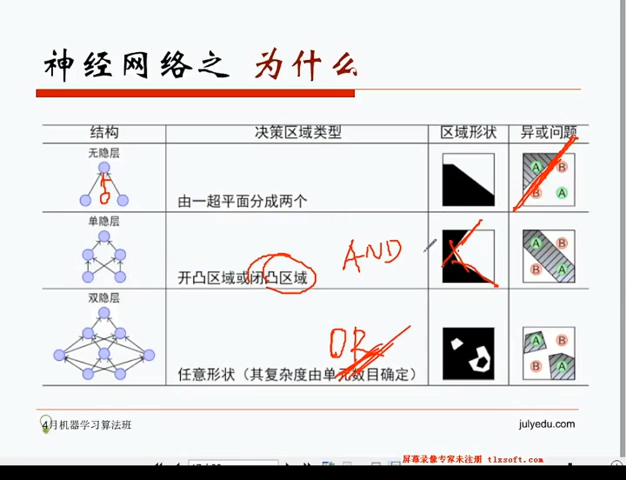 神经网络之 为什么
结构 决策区域类型 区域形状 异或问题
无隐层
A B
B A
由一超平面分成两个
单隐层
AND
A B
B A
开凸区域或闭凸区域
双隐层
OR
A B
B A
任意形状（其复杂度由单元数目确定）
4月机器学习算法班 julyedu.com
屏幕录像专家未注册 tlxsoft.com